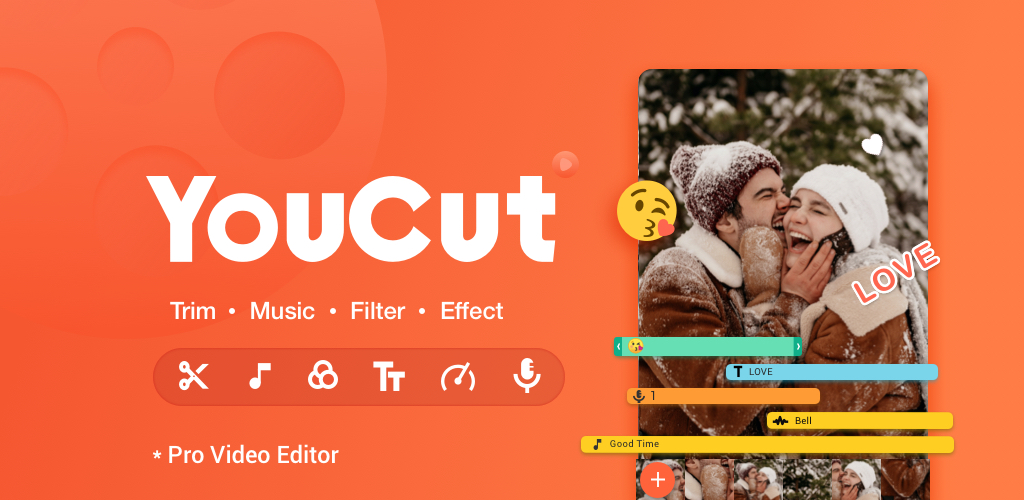 YouCut
Trim • Music • Filter • Effect
* Pro Video Editor
LOVE
LOVE
1
Bell
Good Time